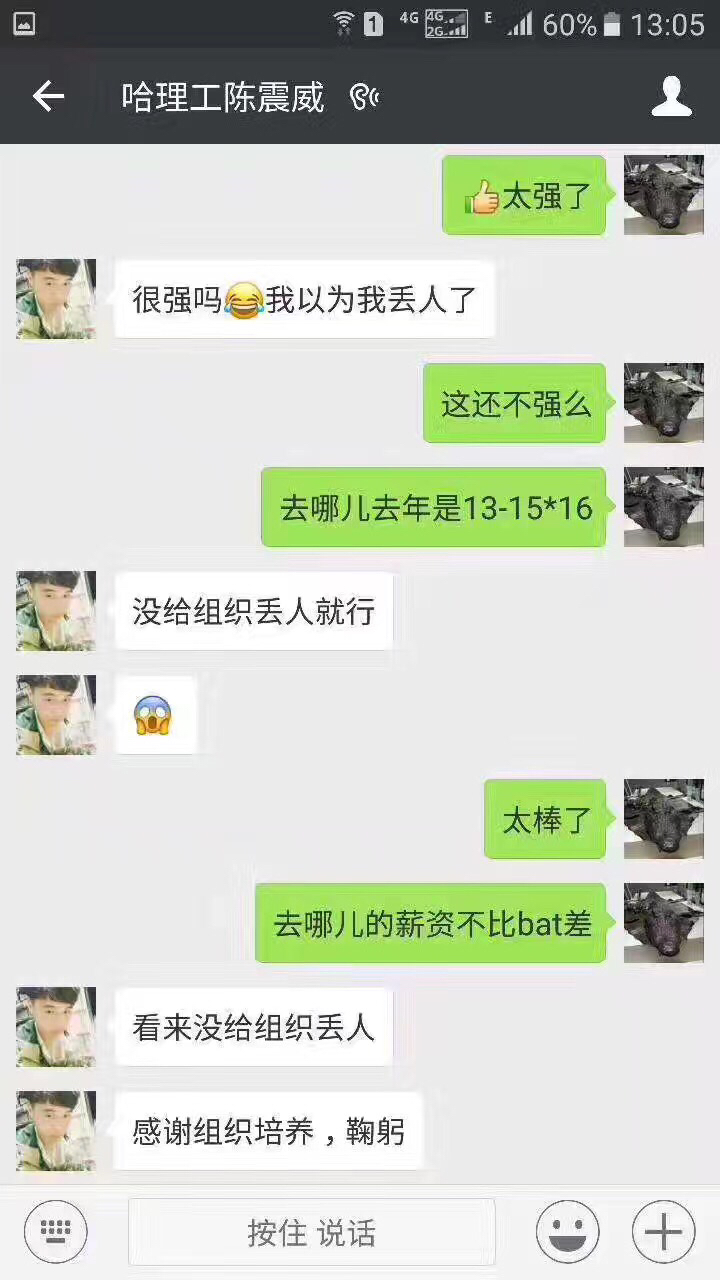 1 4G 4G 2G E 60% 13:05
哈理工陈震威
👍太强了
很强吗😂我以为我丢人了
这还不强么
去哪儿去年是13-15*16
没给组织丢人就行
😱
太棒了
去哪儿的薪资不比bat差
看来没给组织丢人
感谢组织培养，鞠躬
按住 说话